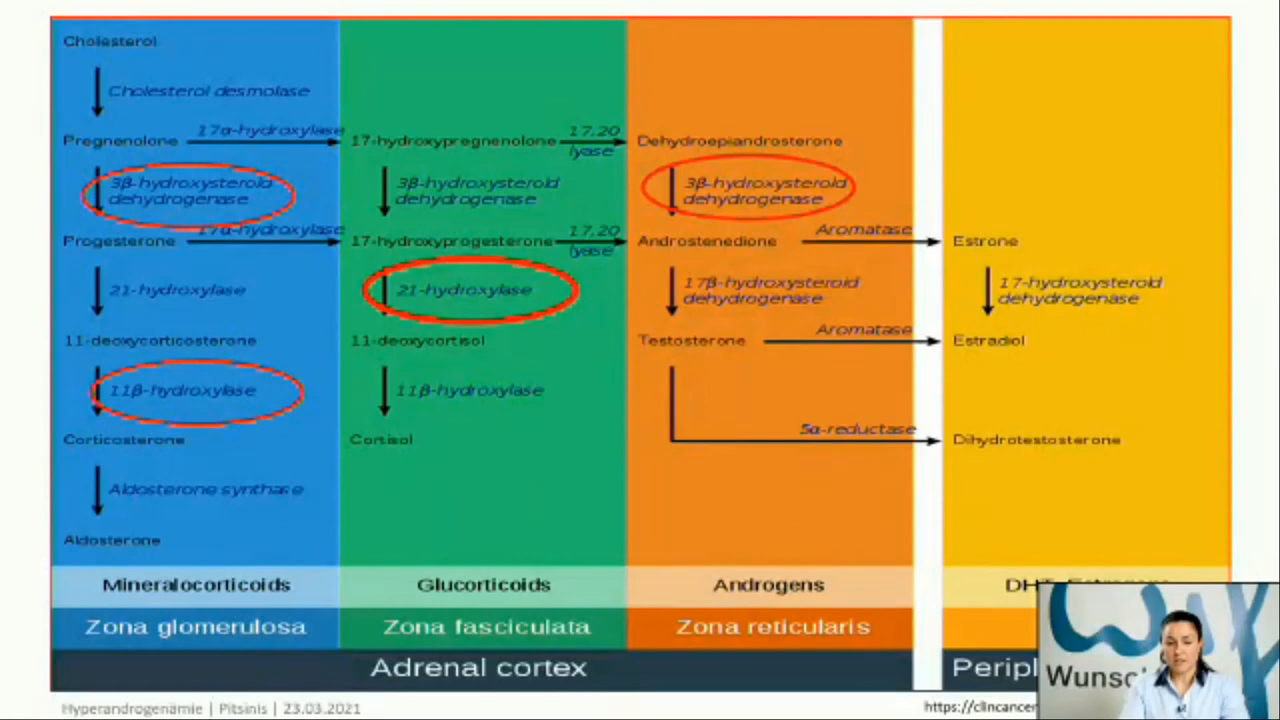 Cholesterol
Cholesterol desmolase
Pregnenolone
17α-hydroxylase
17-hydroxypregnenolone
17,20
lyase
Dehydroepiandrosterone
3β-hydroxysteroid
dehydrogenase
3β-hydroxysteroid
dehydrogenase
3β-hydroxysteroid
dehydrogenase
Progesterone
17α-hydroxylase
17-hydroxyprogesterone
17,20
lyase
Androstenedione
Aromatase
Estrone
21-hydroxylase
21-hydroxylase
17β-hydroxysteroid
dehydrogenase
17-hydroxysteroid
dehydrogenase
11-deoxycorticosterone
11-deoxycortisol
Testosterone
Aromatase
Estradiol
11β-hydroxylase
11β-hydroxylase
Corticosterone
Cortisol
5α-reductase
Dihydrotestosterone
Aldosterone synthase
Aldosterone
Mineralocorticoids
Glucorticoids
Androgens
Zona glomerulosa
Zona fasciculata
Zona reticularis
Adrenal cortex
Hyperandrogenämie | Pitsinis | 23.03.2021
https://clincancer
Wunsc